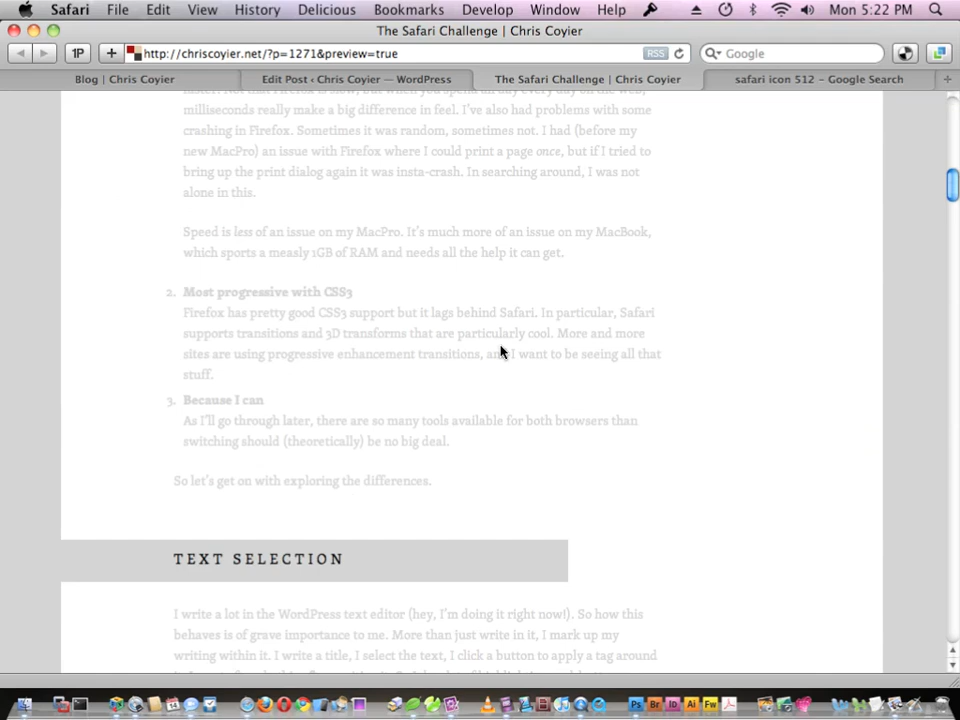 Safari File Edit View History Delicious Bookmarks Develop Window Help Mon 5:22 PM
The Safari Challenge | Chris Coyier
1P + http://chriscoyier.net/?p=1271&preview=true RSS Google
Blog | Chris Coyier Edit Post ‹ Chris Coyier — WordPress The Safari Challenge | Chris Coyier safari icon 512 – Google Search +
milliseconds really make a big difference in feel. I've also had problems with some
crashing in Firefox. Sometimes it was random, sometimes not. I had (before my
new MacPro) an issue with Firefox where I could print a page once, but if I tried to
bring up the print dialog again it was insta-crash. In searching around, I was not
alone in this.
Speed is less of an issue on my MacPro. It's much more of an issue on my MacBook,
which sports a measly 1GB of RAM and needs all the help it can get.
2. Most progressive with CSS3
Firefox has pretty good CSS3 support but it lags behind Safari. In particular, Safari
supports transitions and 3D transforms that are particularly cool. More and more
sites are using progressive enhancement transitions, and I want to be seeing all that
stuff.
3. Because I can
As I'll go through later, there are so many tools available for both browsers than
switching should (theoretically) be no big deal.
So let's get on with exploring the differences.
TEXT SELECTION
I write a lot in the WordPress text editor (hey, I'm doing it right now!). So how this
behaves is of grave importance to me. More than just write in it, I mark up my
writing within it. I write a title, I select the text, I click a button to apply a tag around
Ps Br Id Ai Fw